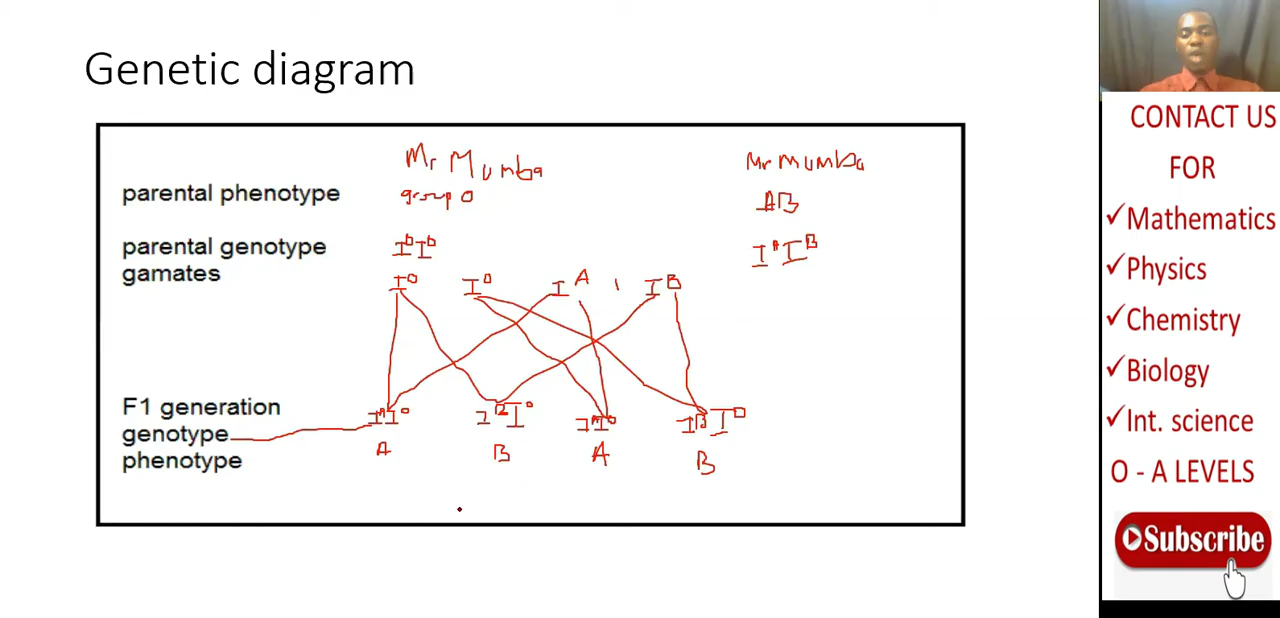 Genetic diagram
Mr Mumba Mr Mumba
parental phenotype group O AB
parental genotype IᴼIᴼ IᴬIᴮ
gamates Iᴼ Iᴼ Iᴬ , Iᴮ
F1 generation
genotype IᴬIᴼ IᴮIᴼ IᴬIᴼ IᴮIᴼ
phenotype A B A B
CONTACT US
FOR
✓Mathematics
✓Physics
✓Chemistry
✓Biology
✓Int. science
O - A LEVELS
Subscribe